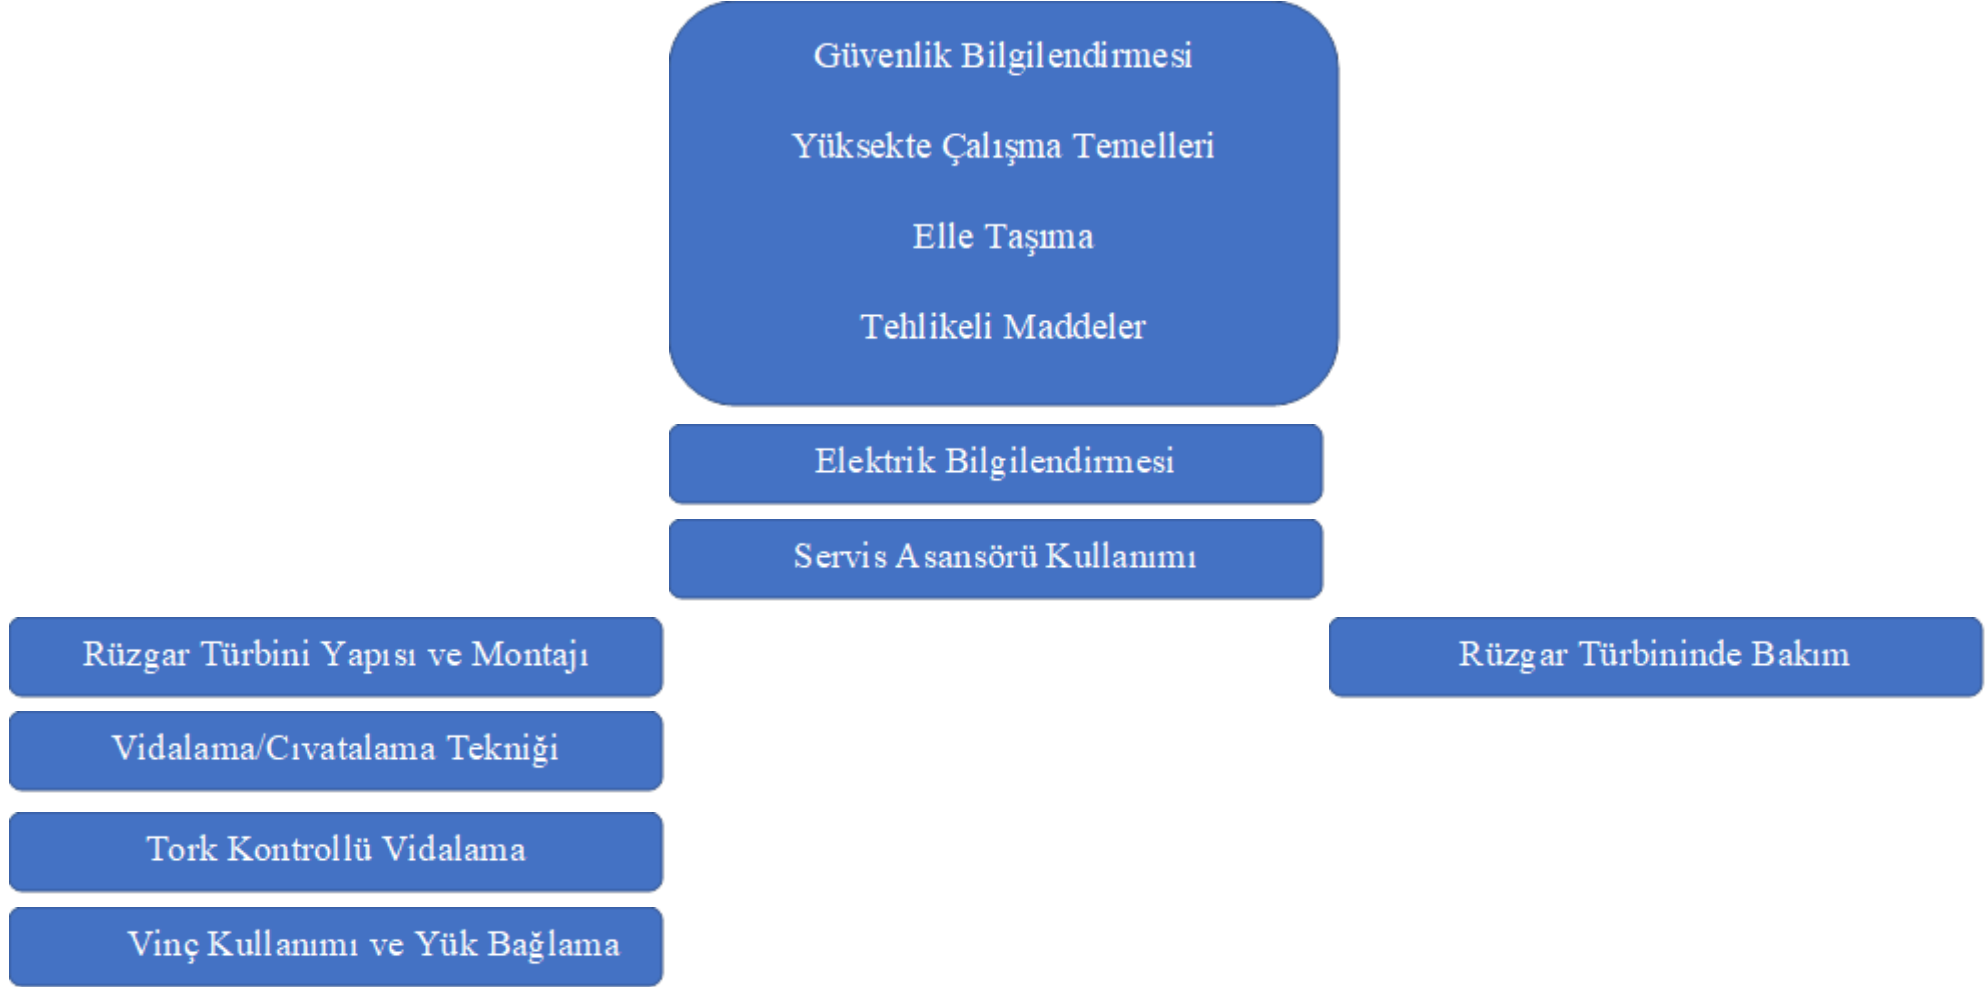 Güvenlik Bilgilendirmesi
Yüksekte Çalışma Temelleri
Elle Taşıma
Tehlikeli Maddeler
Elektrik Bilgilendirmesi
Servis Asansörü Kullanımı
Rüzgar Türbini Yapısı ve Montajı
Rüzgar Türbininde Bakım
Vidalama/Cıvatalama Tekniği
Tork Kontrollü Vidalama
Vinç Kullanımı ve Yük Bağlama